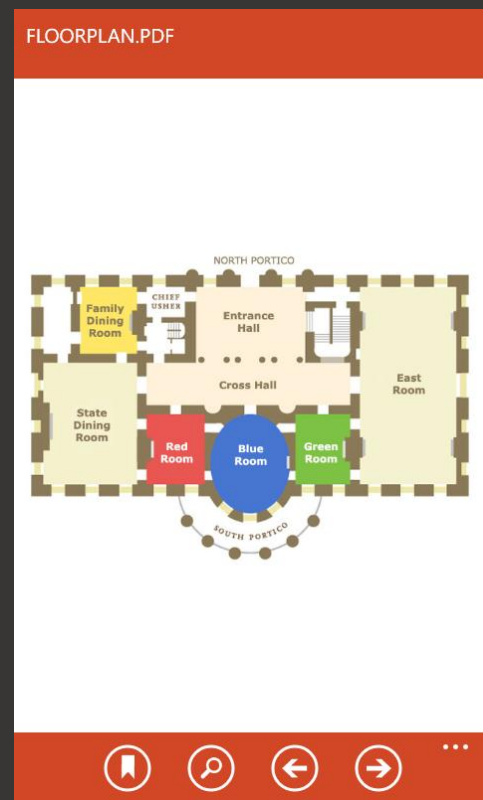 FLOORPLAN.PDF
NORTH PORTICO
CHIEF
USHER
Family
Dining
Room
Entrance
Hall
Cross Hall
East
Room
State
Dining
Room
Red
Room
Blue
Room
Green
Room
SOUTH PORTICO